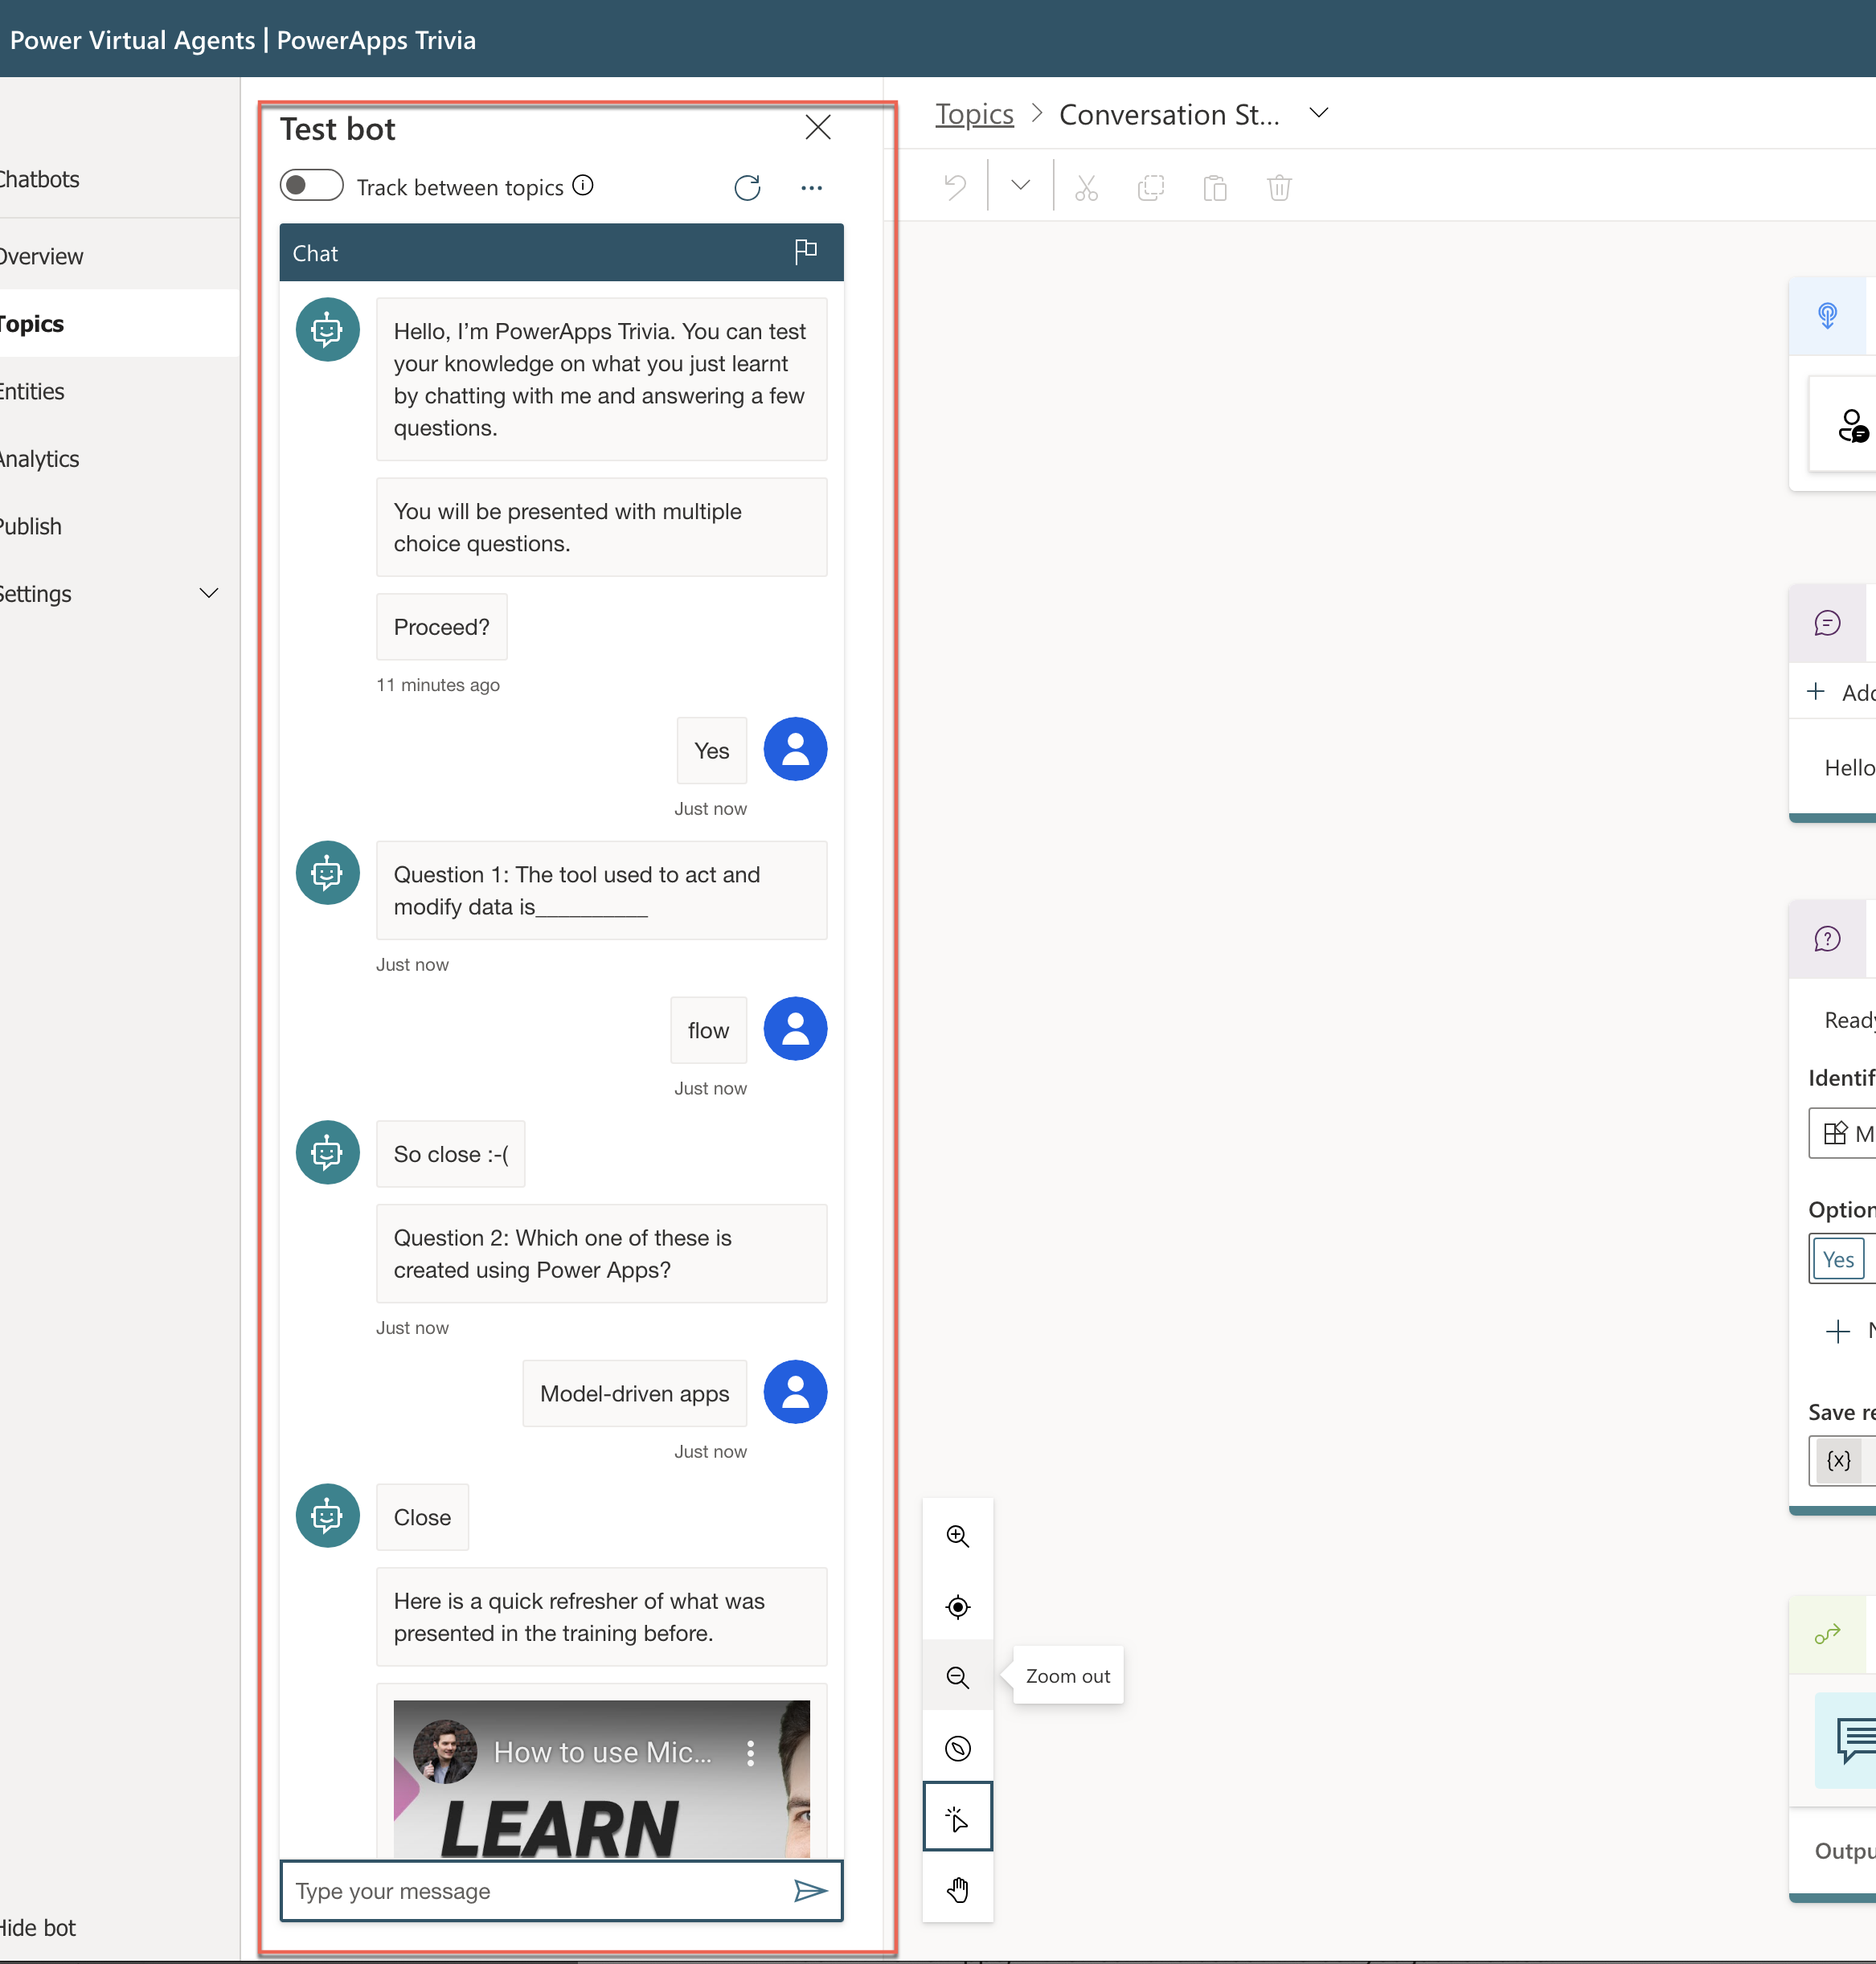 Power Virtual Agents | PowerApps Trivia
Chatbots
Overview
Topics
Entities
Analytics
Publish
Settings
Hide bot
Test bot
Track between topics
Chat
Hello, I'm PowerApps Trivia. You can test
your knowledge on what you just learnt
by chatting with me and answering a few
questions.
You will be presented with multiple
choice questions.
Proceed?
11 minutes ago
Yes
Just now
Question 1: The tool used to act and
modify data is__________
Just now
flow
Just now
So close :-(
Question 2: Which one of these is
created using Power Apps?
Just now
Model-driven apps
Just now
Close
Here is a quick refresher of what was
presented in the training before.
How to use Mic...
LEARN
Type your message
Topics > Conversation St...
Zoom out
Add
Hello
Ready
Identif
M
Option
Yes
Save re
{x}
Outpu